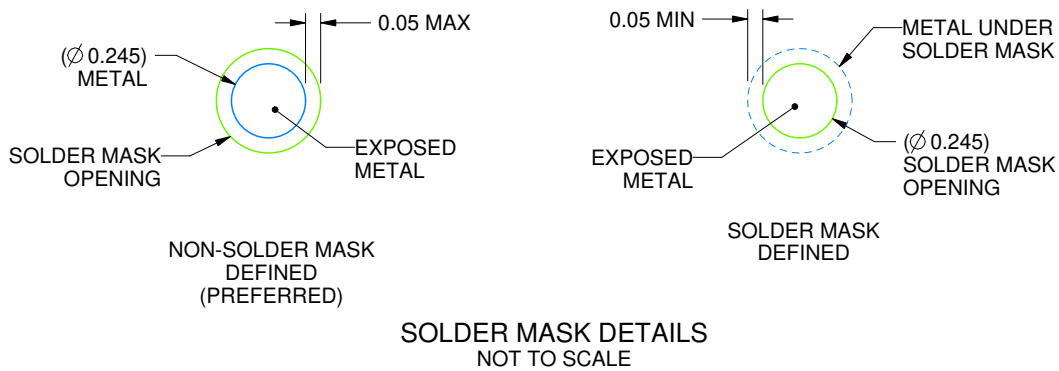 0.05 MAX
(∅ 0.245)
METAL
SOLDER MASK
OPENING
EXPOSED
METAL
NON-SOLDER MASK
DEFINED
(PREFERRED)
0.05 MIN
METAL UNDER
SOLDER MASK
EXPOSED
METAL
(∅ 0.245)
SOLDER MASK
OPENING
SOLDER MASK
DEFINED
SOLDER MASK DETAILS
NOT TO SCALE